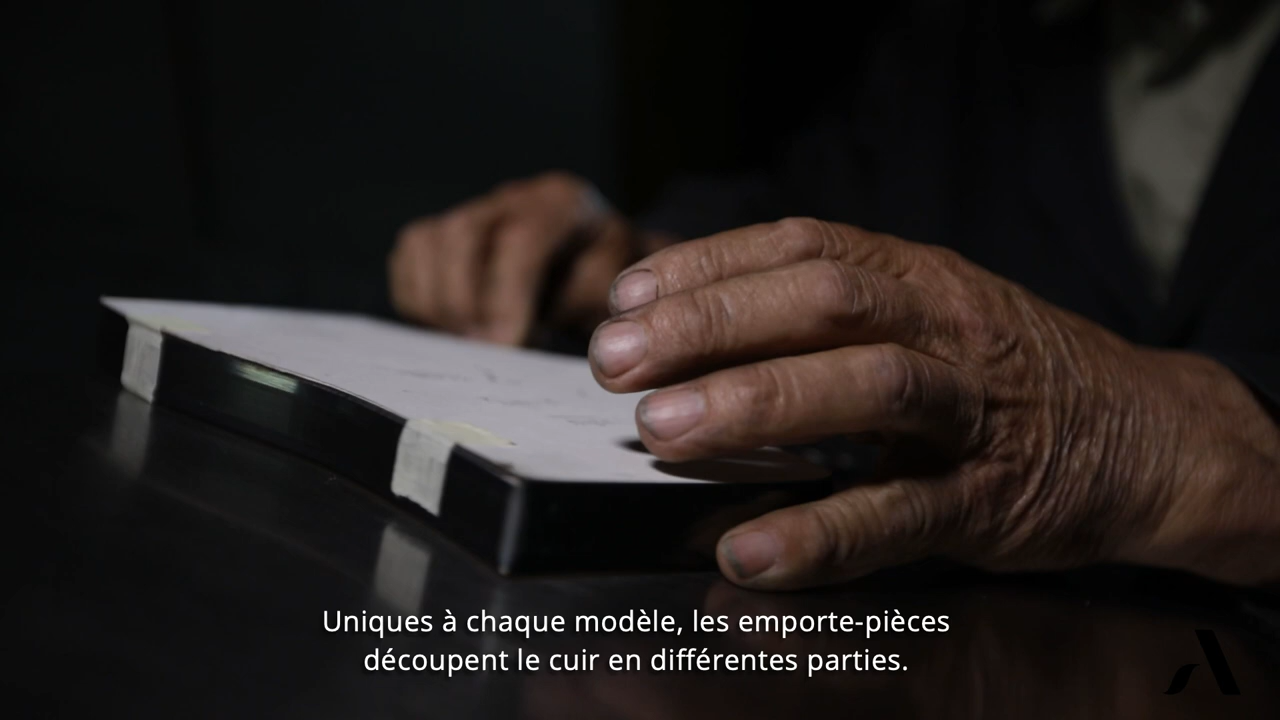 Uniques à chaque modèle, les emporte-pièces
découpent le cuir en différentes parties.